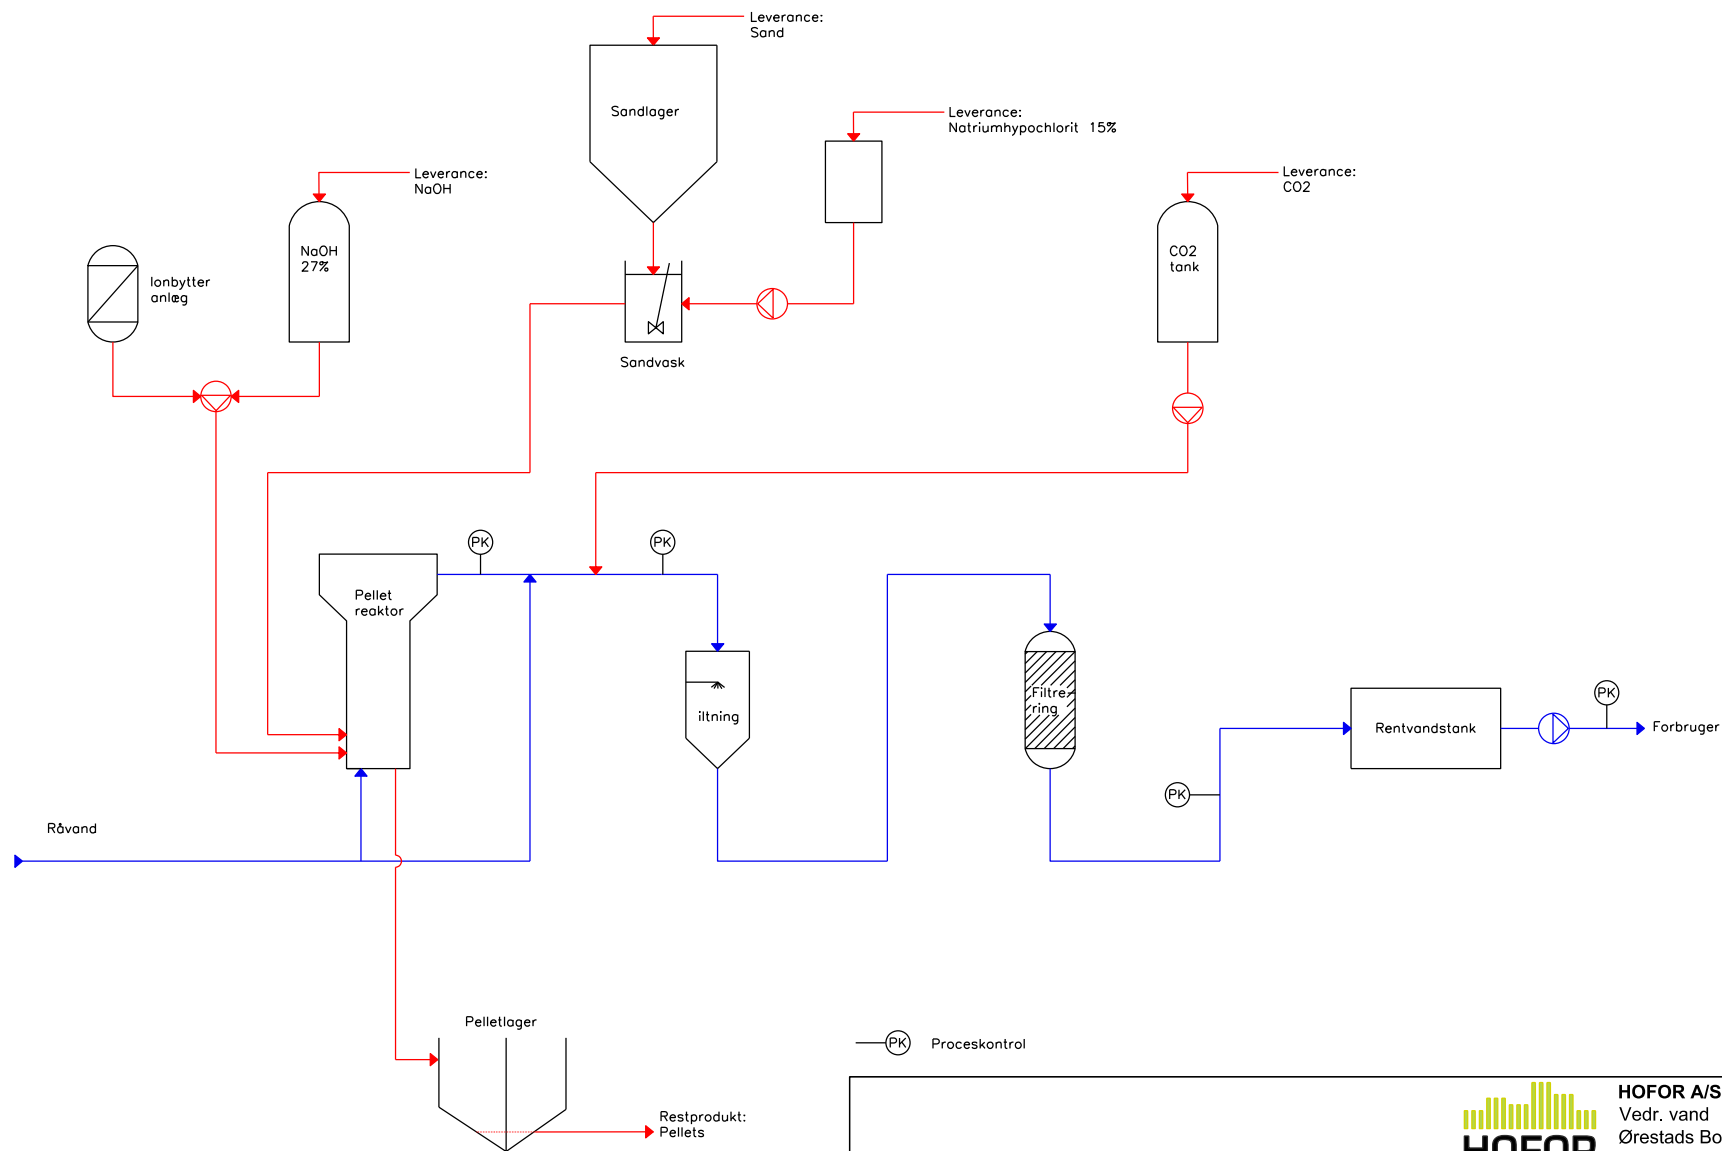 Leverance:
Sand
Sandlager
Leverance:
Natriumhypochlorit 15%
Leverance:
NaOH
Leverance:
CO2
NaOH
27%
CO2
tank
Ionbytter
anlæg
Sandvask
PK
PK
Pellet
reaktor
PK
Filtre-
ring
iltning
Rentvandstank
Forbruger
PK
Råvand
Pelletlager
PK
Proceskontrol
HOFOR A/S
Vedr. vand
Ørestads Bo
HOFOR
Restprodukt:
Pellets